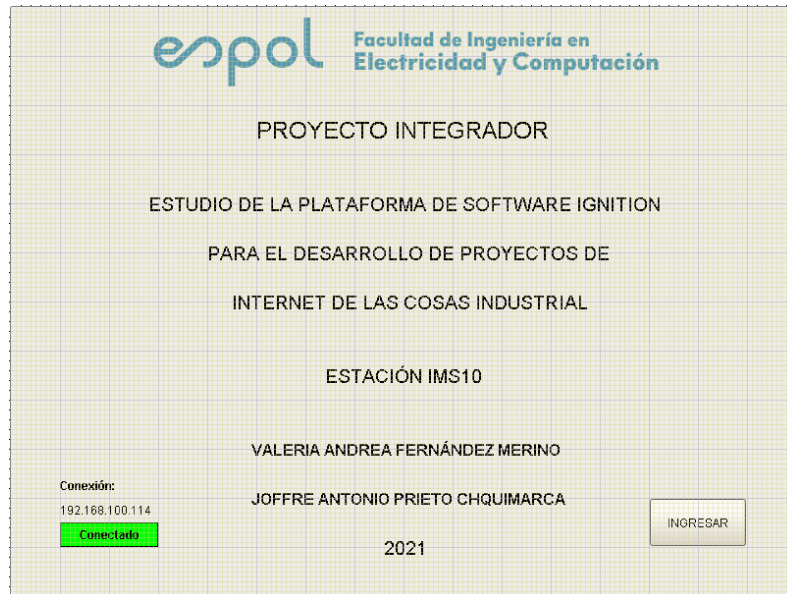 espol
Facultad de Ingeniería en
Electricidad y Computación
PROYECTO INTEGRADOR
ESTUDIO DE LA PLATAFORMA DE SOFTWARE IGNITION
PARA EL DESARROLLO DE PROYECTOS DE
INTERNET DE LAS COSAS INDUSTRIAL
ESTACIÓN IMS10
VALERIA ANDREA FERNÁNDEZ MERINO
JOFFRE ANTONIO PRIETO CHQUIMARCA
2021
Conexión:
192.168.100.114
Conectado
INGRESAR